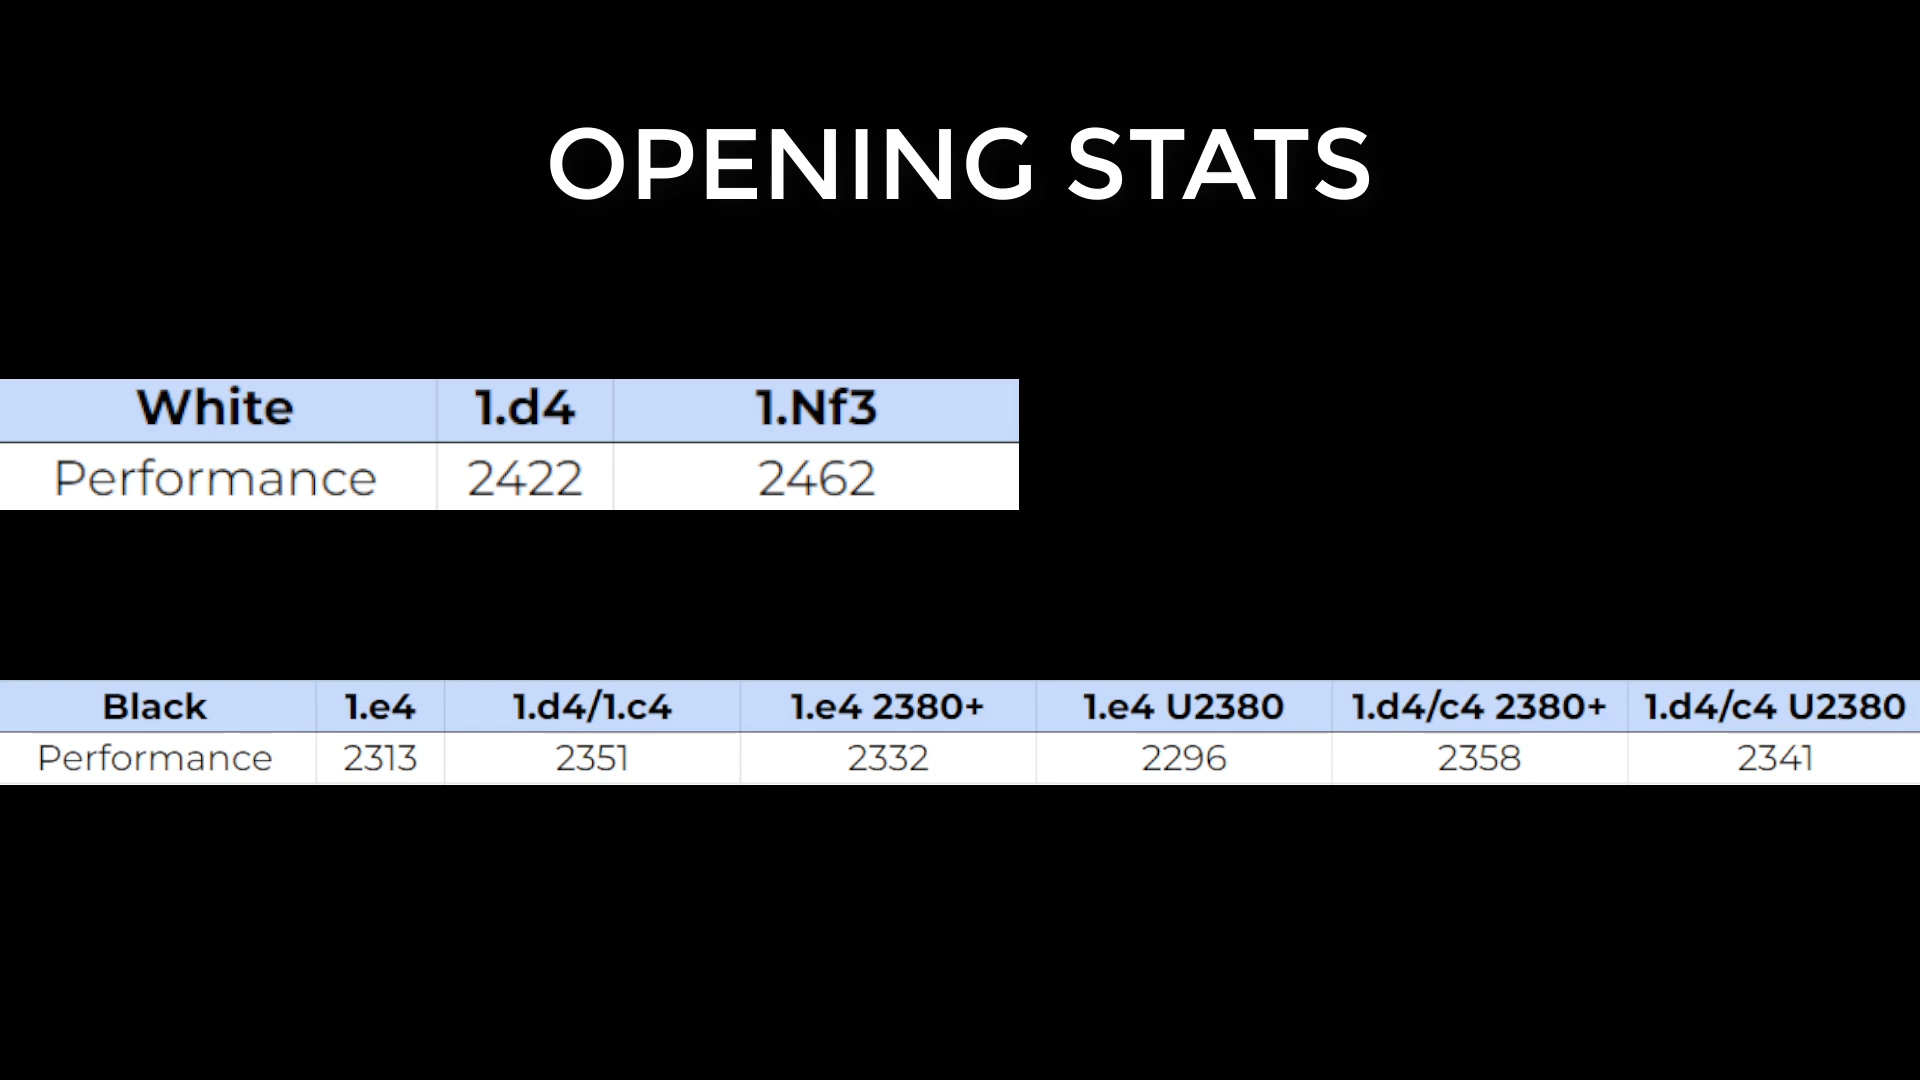 OPENING STATS
White 1.d4 1.Nf3
Performance 2422 2462
Black 1.e4 1.d4/1.c4 1.e4 2380+ 1.e4 U2380 1.d4/c4 2380+ 1.d4/c4 U2380
Performance 2313 2351 2332 2296 2358 2341